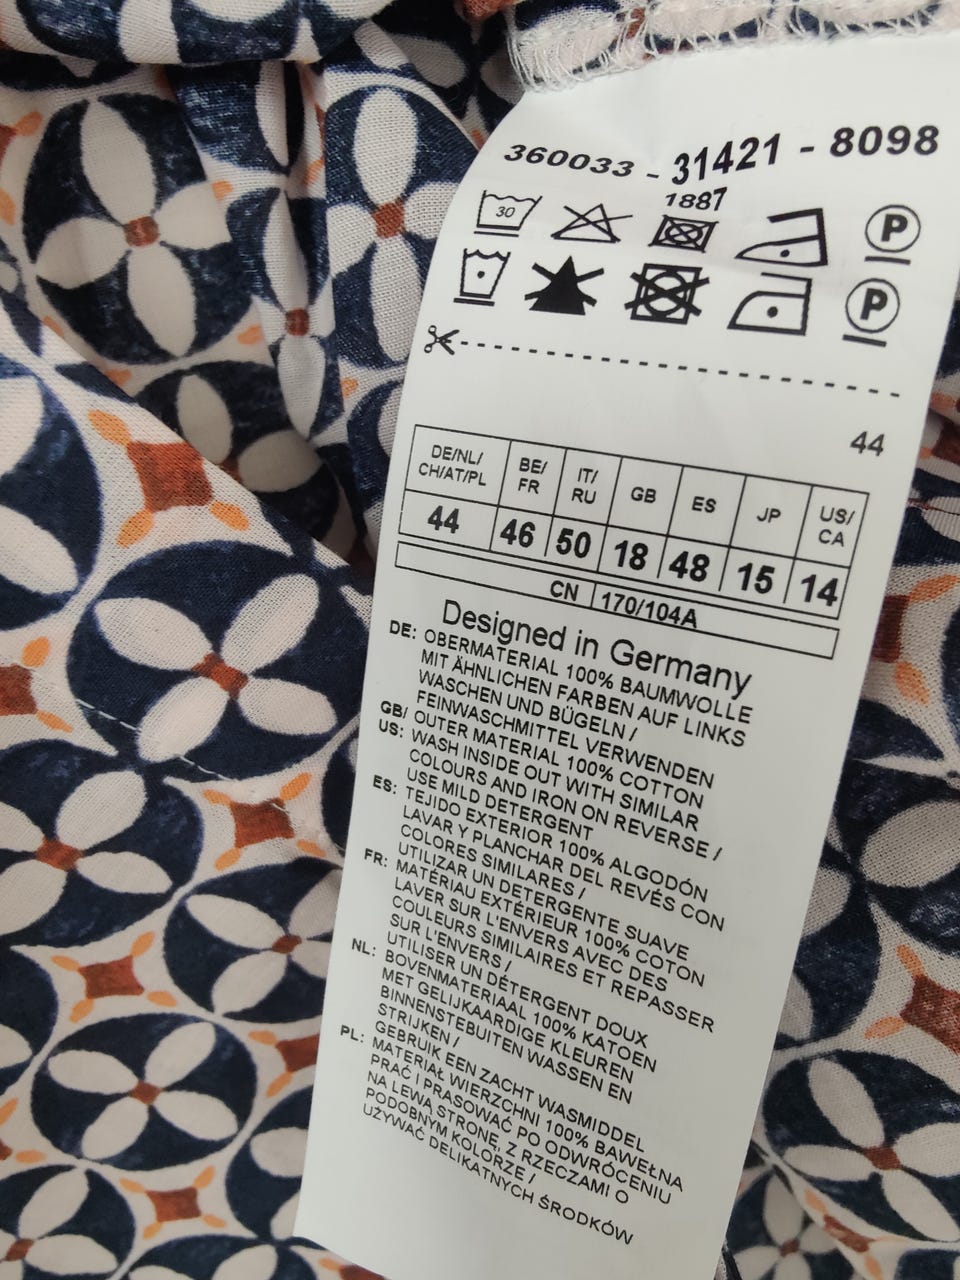 360033 - 31421 - 8098
1887
30
P
P
44
DE/NL/ CH/AT/PL BE/ FR IT/ RU GB ES JP US/ CA
44 46 50 18 48 15 14
CN 170/104A
Designed in Germany
DE: OBERMATERIAL 100% BAUMWOLLE
MIT ÄHNLICHEN FARBEN AUF LINKS
WASCHEN UND BÜGELN /
FEINWASCHMITTEL VERWENDEN
GB/ US: OUTER MATERIAL 100% COTTON
WASH INSIDE OUT WITH SIMILAR
COLOURS AND IRON ON REVERSE /
USE MILD DETERGENT
ES: TEJIDO EXTERIOR 100% ALGODÓN
LAVAR Y PLANCHAR DEL REVÉS CON
COLORES SIMILARES /
UTILIZAR UN DETERGENTE SUAVE
FR: MATÉRIAU EXTÉRIEUR 100% COTON
LAVER SUR L'ENVERS AVEC DES
COULEURS SIMILAIRES ET REPASSER
SUR L'ENVERS /
UTILISER UN DÉTERGENT DOUX
NL: BOVENMATERIAAL 100% KATOEN
MET GELIJKAARDIGE KLEUREN
BINNENSTEBUITEN WASSEN EN
STRIJKEN /
GEBRUIK EEN ZACHT WASMIDDEL
PL: MATERIAŁ WIERZCHNI 100% BAWEŁNA
PRAĆ I PRASOWAĆ PO ODWRÓCENIU
NA LEWĄ STRONĘ, Z RZECZAMI O
PODOBNYM KOLORZE /
UŻYWAĆ DELIKATNYCH ŚRODKÓW